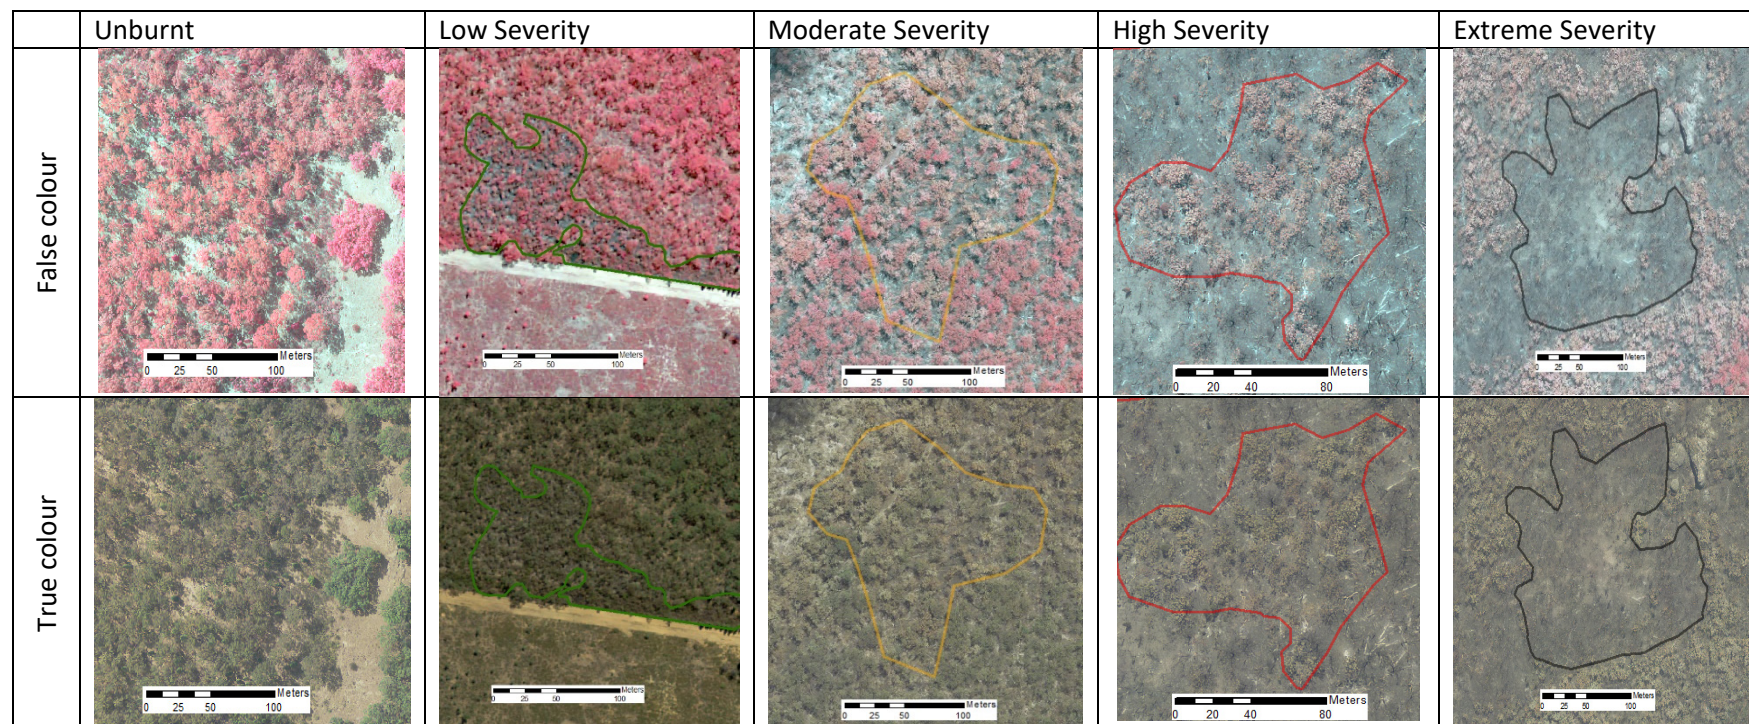 Unburnt
Low Severity
Moderate Severity
High Severity
Extreme Severity
False colour
Meters
0 25 50 100
Meters
0 25 50 100
Meters
0 25 50 100
Meters
0 20 40 80
Meters
0 25 50 100
True colour
Meters
0 25 50 100
Meters
0 25 50 100
Meters
0 25 50 100
Meters
0 20 40 80
Meters
0 25 50 100